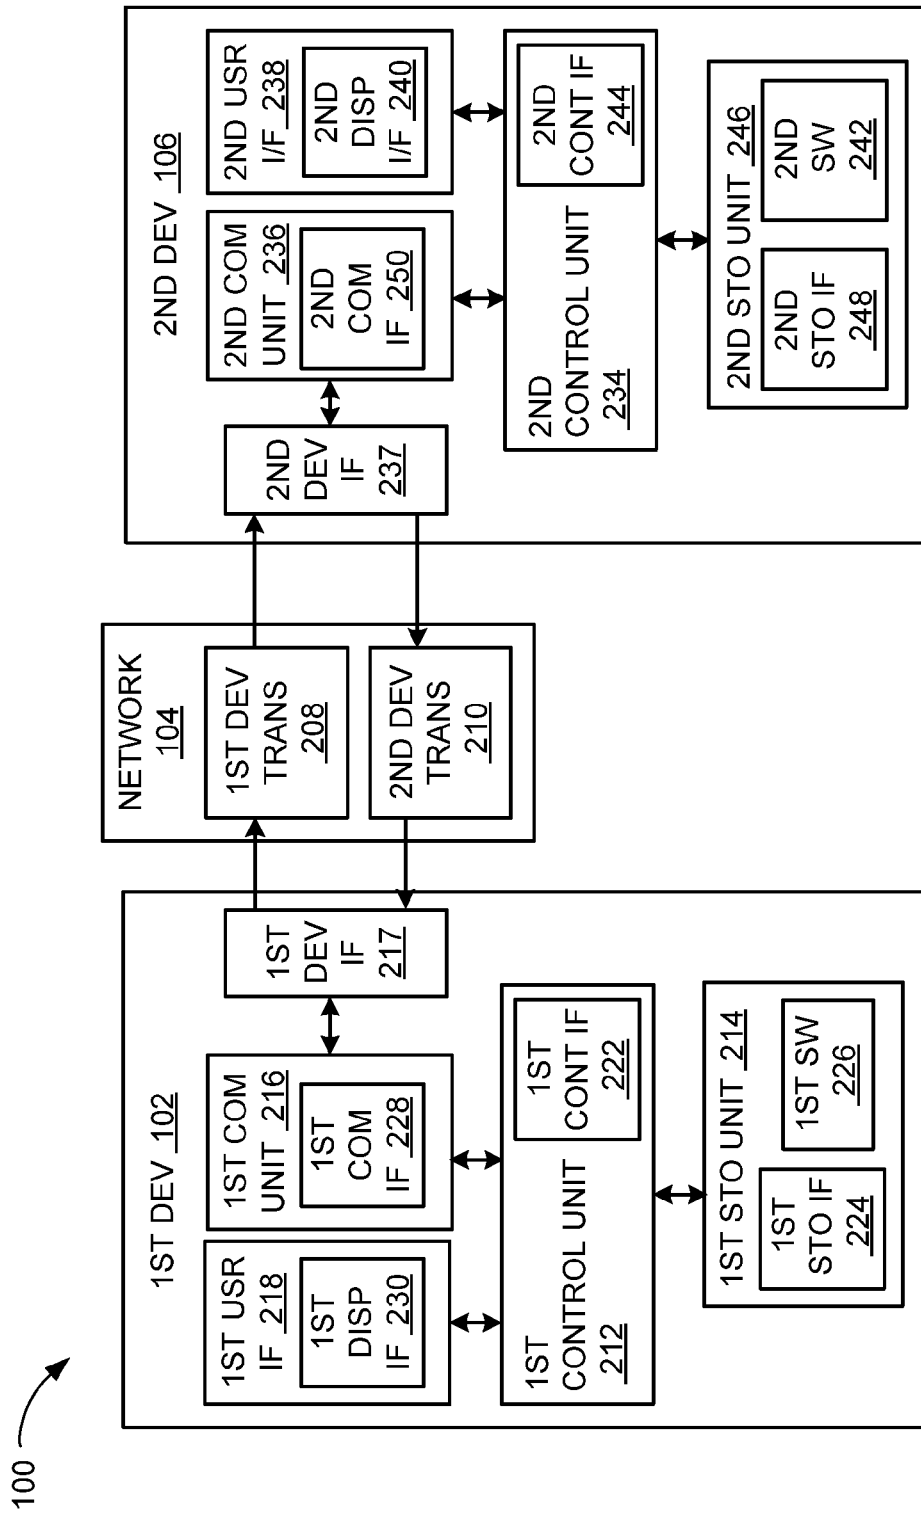 100
1ST DEV 102
1ST USR
IF 218
1ST DISP
IF 230
1ST COM
UNIT 216
1ST
COM
IF 228
1ST
DEV
IF
217
1ST
CONTROL UNIT
212
1ST
CONT IF
222
1ST STO UNIT 214
1ST
STO IF
224
1ST SW
226
NETWORK
104
1ST DEV
TRANS
208
2ND DEV
TRANS
210
2ND DEV 106
2ND DEV
IF
237
2ND COM
UNIT 236
2ND
COM
IF 250
2ND USR
I/F 238
2ND
DISP
I/F 240
2ND
CONTROL UNIT
234
2ND
CONT IF
244
2ND STO UNIT 246
2ND
STO IF
248
2ND
SW
242